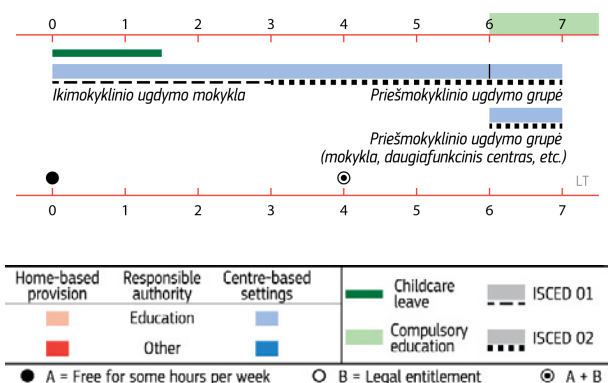 0 1 2 3 4 5 6 7
Ikimokyklinio ugdymo mokykla Priešmokyklinio ugdymo grupė
Priešmokyklinio ugdymo grupė
(mokykla, daugiafunkcinis centras, etc.)
LT
0 1 2 3 4 5 6 7
Home-based provision Responsible authority Centre-based settings
Education
Other
Childcare leave
ISCED 01
Compulsory education
ISCED 02
A = Free for some hours per week B = Legal entitlement A + B